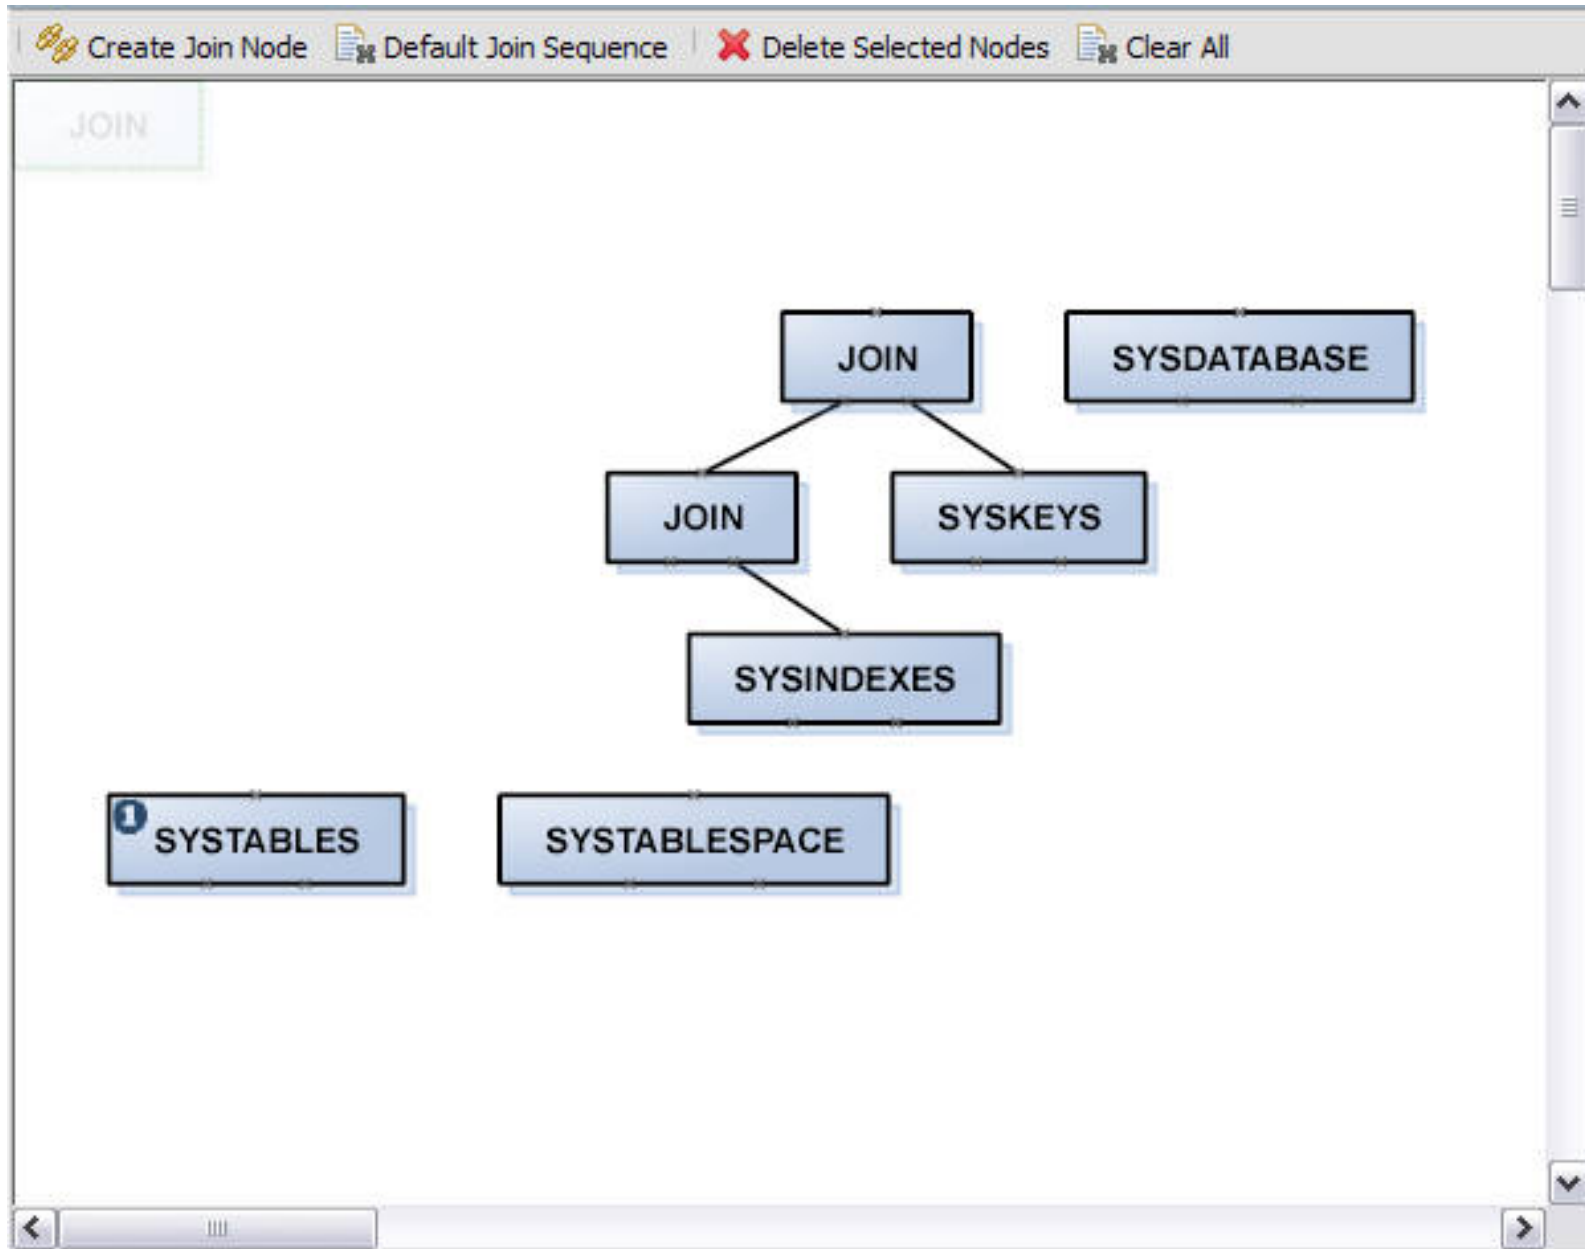 Create Join Node Default Join Sequence Delete Selected Nodes Clear All
JOIN
JOIN SYSDATABASE
JOIN SYSKEYS
SYSINDEXES
1 SYSTABLES SYSTABLESPACE